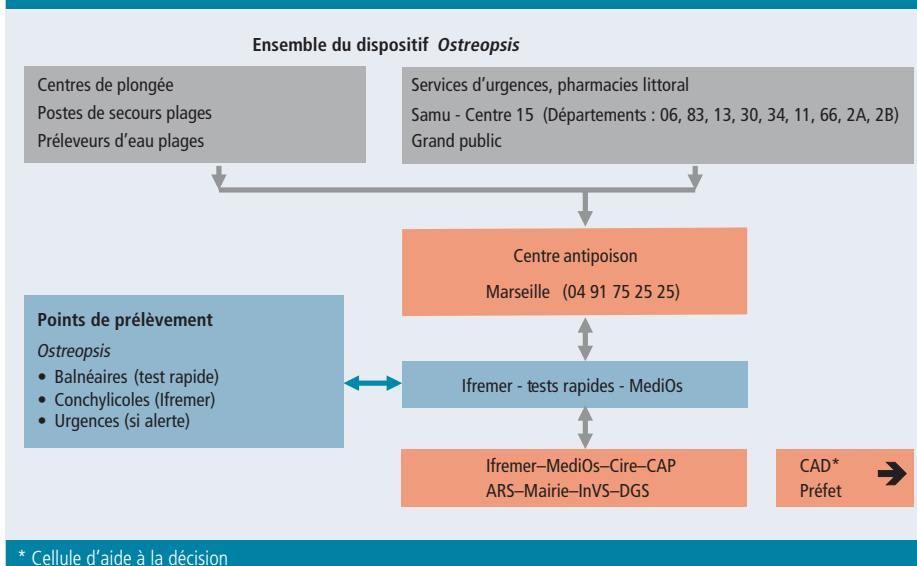 Ensemble du dispositif Ostreopsis
Centres de plongée
Postes de secours plages
Préleveurs d'eau plages
Services d'urgences, pharmacies littoral
Samu - Centre 15 (Départements : 06, 83, 13, 30, 34, 11, 66, 2A, 2B)
Grand public
Centre antipoison
Marseille (04 91 75 25 25)
Points de prélèvement
Ostreopsis
• Balnéaires (test rapide)
• Conchylicoles (Ifremer)
• Urgences (si alerte)
Ifremer - tests rapides - MediOs
Ifremer–MediOs–Cire–CAP
ARS–Mairie–InVS–DGS
CAD*
Préfet
* Cellule d'aide à la décision